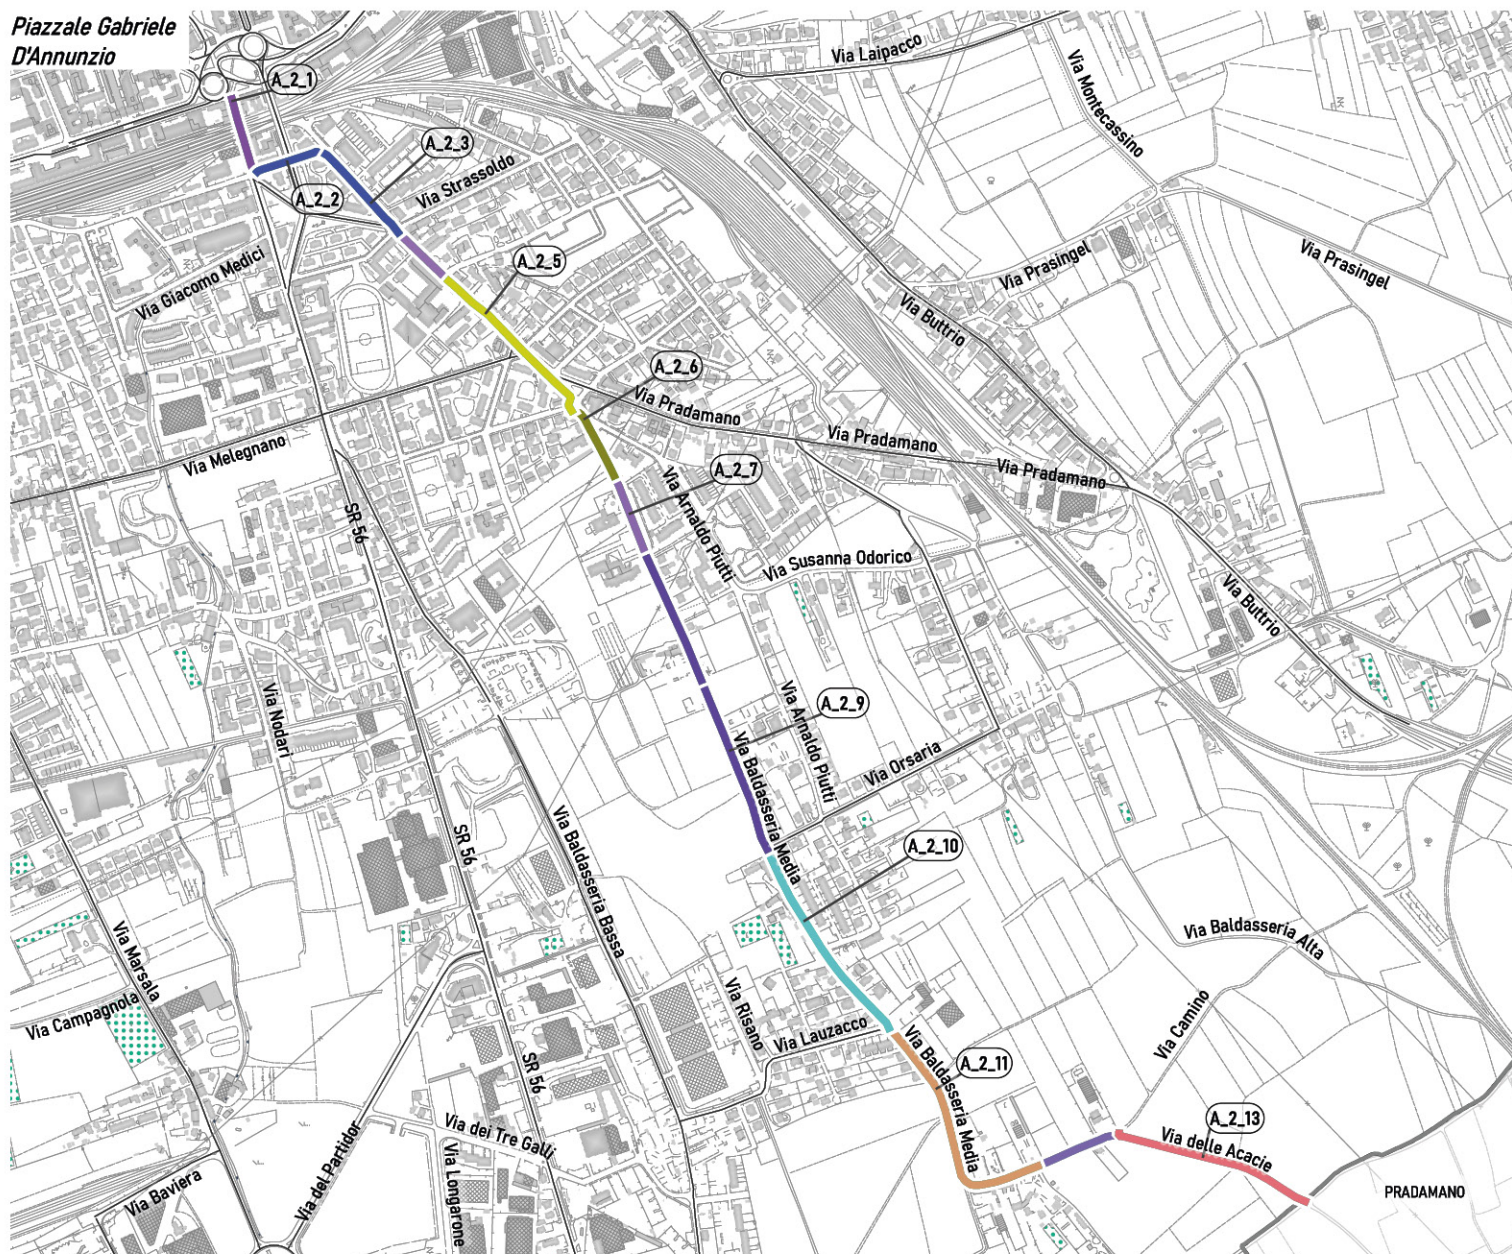 Piazzale Gabriele
D'Annunzio
A_2_1
Via Laipacco
Via Montecassino
A_2_3
Via Strassoldo
A_2_2
Via Giacomo Medici
A_2_5
Via Prasingel
Via Prasingel
Via Buttrio
A_2_6
Via Pradamano
Via Pradamano
Via Pradamano
Via Melegnano
A_2_7
SR 56
Via Arnaldo Piutti
Via Susanna Odorico
Via Buttrio
Via Nodari
A_2_9
Via Arnaldo Piutti
Via Baldasseria Media
Via Orsaria
SR 56
Via Baldasseria Bassa
A_2_10
Via Marsala
Via Baldasseria Alta
Via Campagnola
Via Risano
Via Lauzacco
Via Camino
Via Baldasseria Media
A_2_11
SR 56
Via dei Tre Galli
A_2_13
Via delle Acacie
Via del Partidor
Via Longarone
Via Baviera
PRADAMANO